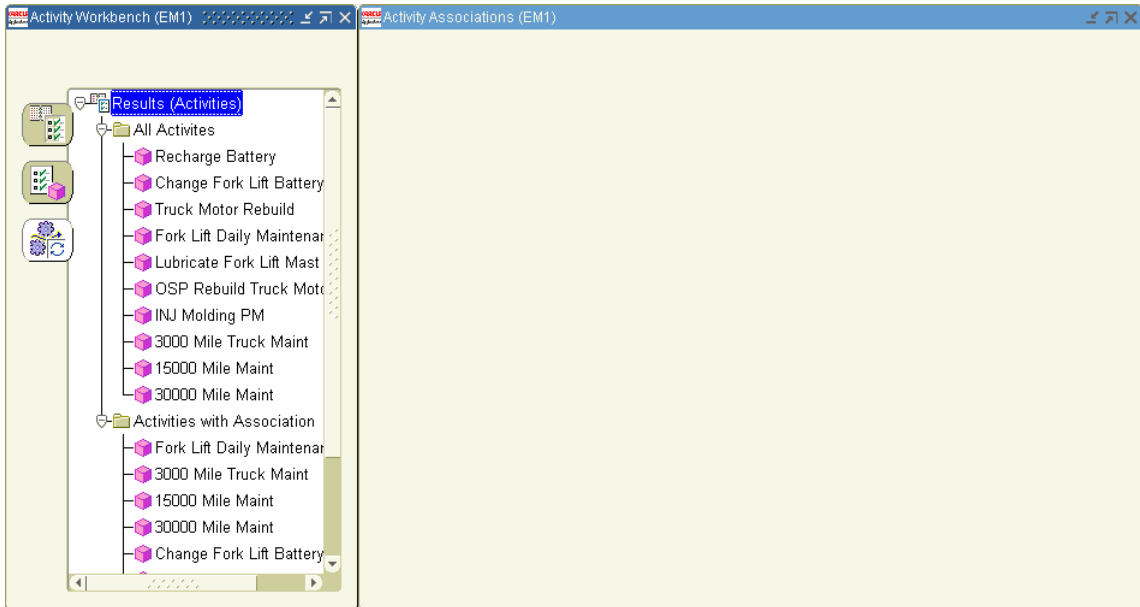 Activity Workbench (EM1)
Activity Associations (EM1)
Results (Activities)
All Activites
Recharge Battery
Change Fork Lift Battery
Truck Motor Rebuild
Fork Lift Daily Maintenan
Lubricate Fork Lift Mast
OSP Rebuild Truck Moto
INJ Molding PM
3000 Mile Truck Maint
15000 Mile Maint
30000 Mile Maint
Activities with Association
Fork Lift Daily Maintenan
3000 Mile Truck Maint
15000 Mile Maint
30000 Mile Maint
Change Fork Lift Battery